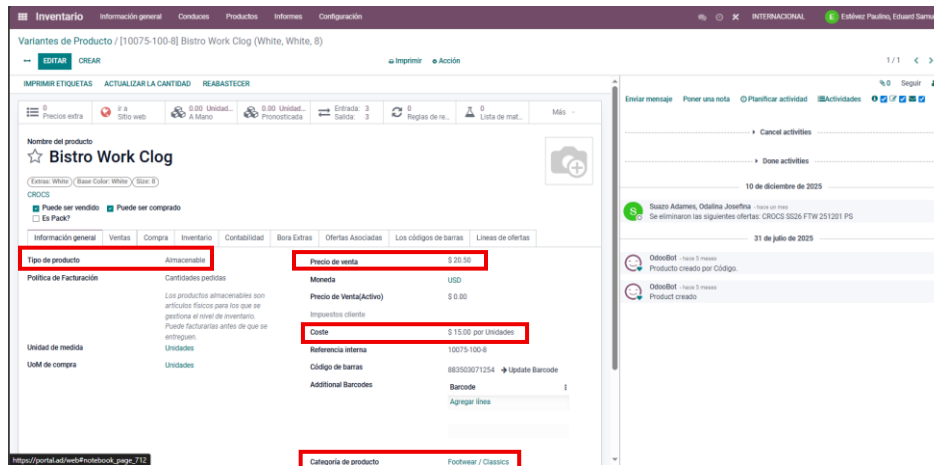 Inventario Información general Conduces Productos Informes Configuración INTERNACIONAL E Estévez Paulino, Eduard Samu
Variantes de Producto / [10075-100-8] Bistro Work Clog (White, White, 8)
EDITAR CREAR Imprimir Acción 1 / 1
IMPRIMIR ETIQUETAS ACTUALIZAR LA CANTIDAD REABASTECER
0 Seguir
0 Precios extra
Ir a Sitio web
0.00 Unidad... A Mano
0.00 Unidad... Pronosticada
Entrada: 3 Salida: 3
0 Reglas de re...
0 Lista de mat...
Más
Nombre del producto
Bistro Work Clog
Extras: White Base Color: White Size: 8
CROCS
Puede ser vendido Puede ser comprado
Es Pack?
Información general Ventas Compra Inventario Contabilidad Bora Extras Ofertas Asociadas Los códigos de barras Lineas de ofertas
Tipo de producto Almacenable
Política de Facturación Cantidades pedidas
Los productos almacenables son
artículos físicos para los que se
gestiona el nivel de inventario.
Puede facturarlas antes de que se
entreguen.
Unidad de medida Unidades
UoM de compra Unidades
Precio de venta $ 20.50
Moneda USD
Precio de Venta(Activo) $ 0.00
Impuestos cliente
Coste $ 15.00 por Unidades
Referencia interna 10075-100-8
Código de barras 883503071254 Update Barcode
Additional Barcodes Barcode
Agregar línea
Categoría de producto Footwear / Classics
https://portal.ad/web#notebook_page_712
Enviar mensaje Poner una nota Planificar actividad Actividades
Cancel activities
Done activities
10 de diciembre de 2025
S Suazo Adames, Odalina Josefina - hace un mes
Se eliminaron las siguientes ofertas: CROCS SS26 FTW 251201 PS
31 de julio de 2025
OdooBot - hace 5 meses
Producto creado por Código.
OdooBot - hace 5 meses
Product creado